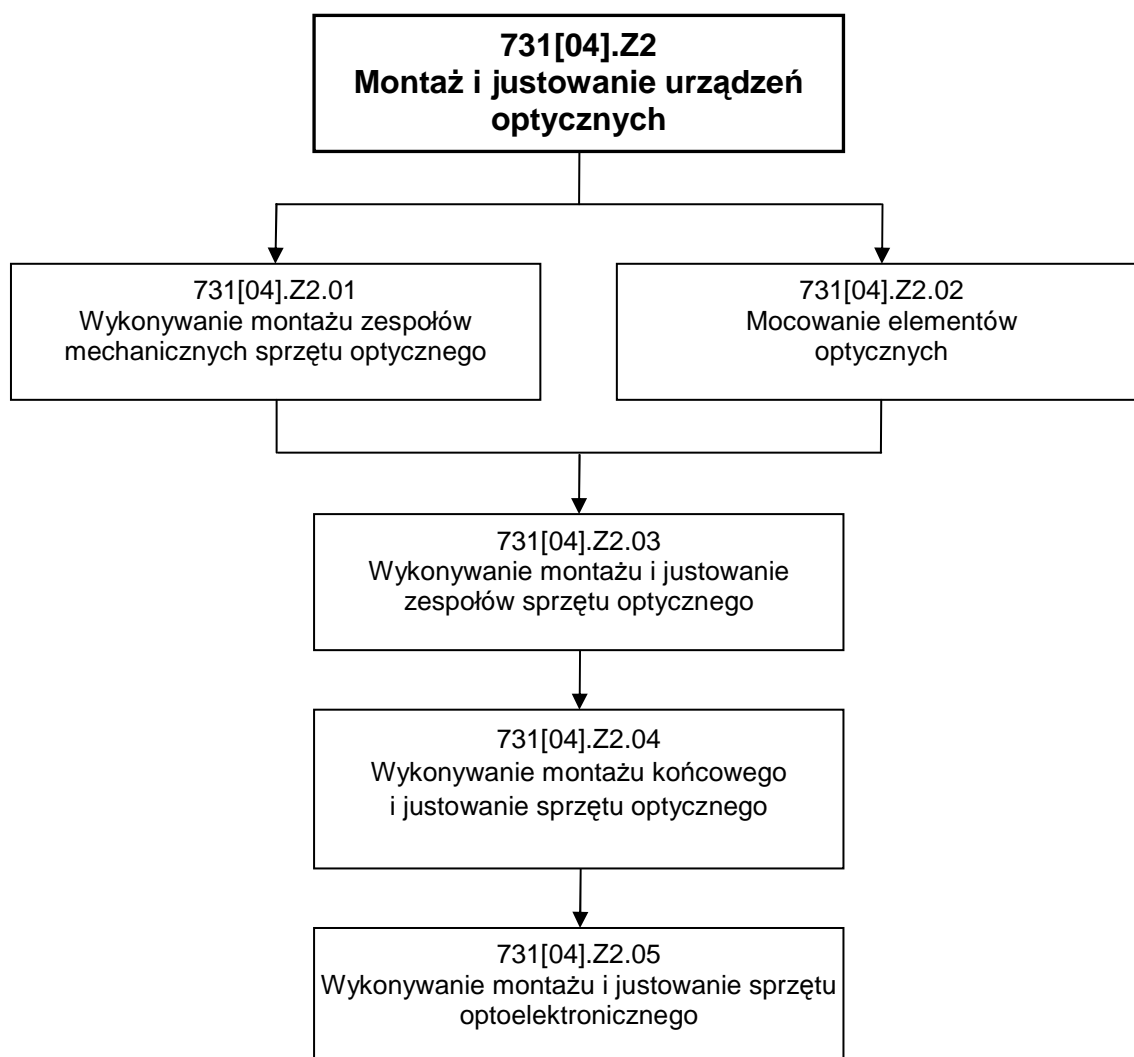 731[04].Z2
Montaż i justowanie urządzeń
optycznych
731[04].Z2.01
Wykonywanie montażu zespołów
mechanicznych sprzętu optycznego
731[04].Z2.02
Mocowanie elementów
optycznych
731[04].Z2.03
Wykonywanie montażu i justowanie
zespołów sprzętu optycznego
731[04].Z2.04
Wykonywanie montażu końcowego
i justowanie sprzętu optycznego
731[04].Z2.05
Wykonywanie montażu i justowanie sprzętu
optoelektronicznego